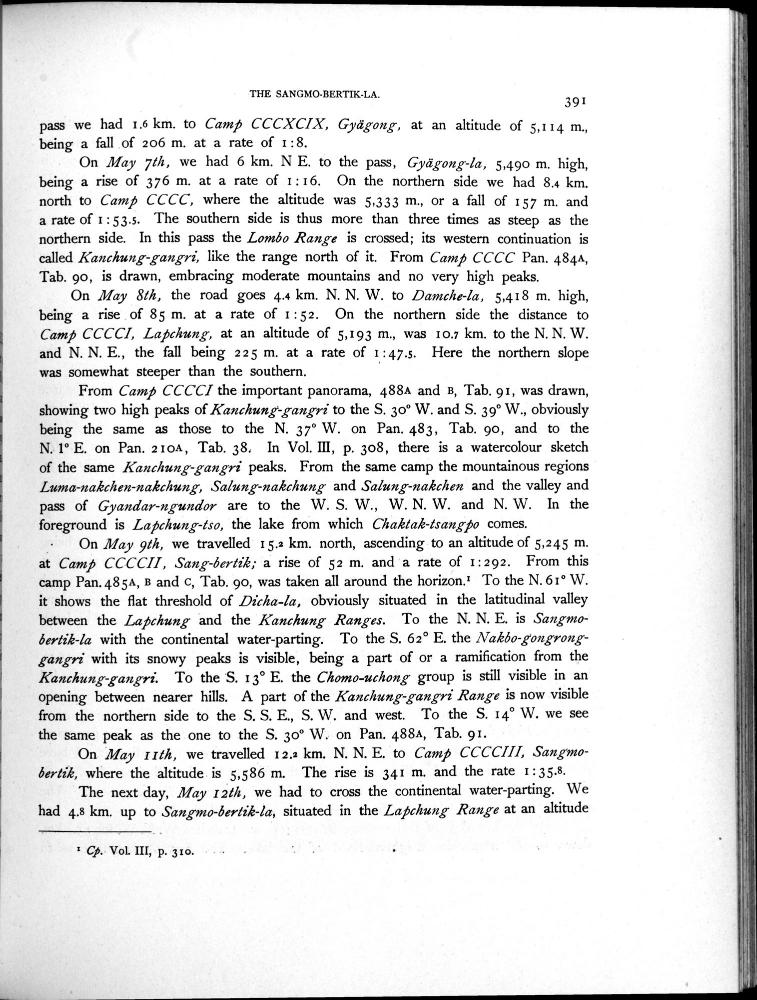 THE SANGMO-BERTIK-LA.
391
pass we had 1.6 km. to Camp CCCXCIX, Gyägong, at an altitude of 5,114 m.,
being a fall of 206 m. at a rate of 1:8.
On May 7th, we had 6 km. N E. to the pass, Gyägong-la, 5,490 m. high,
being a rise of 376 m. at a rate of 1:16. On the northern side we had 8.4 km.
north to Camp CCCC, where the altitude was 5,333 m., or a fall of 157 m. and
a rate of 1:53.5. The southern side is thus more than three times as steep as the
northern side. In this pass the Lombo Range is crossed; its western continuation is
called Kanchung-gangri, like the range north of it. From Camp CCCC Pan. 484A,
Tab. 90, is drawn, embracing moderate mountains and no very high peaks.
On May 8th, the road goes 4.4 km. N. N. W. to Damche-la, 5,418 m. high,
being a rise of 85 m. at a rate of 1:52. On the northern side the distance to
Camp CCCCI, Lapchung, at an altitude of 5,193 m., was 10.7 km. to the N. N. W.
and N. N. E., the fall being 225 m. at a rate of 1:47.5. Here the northern slope
was somewhat steeper than the southern.
From Camp CCCCI the important panorama, 488A and B, Tab. 91, was drawn,
showing two high peaks of Kanchung-gangri to the S. 30° W. and S. 39° W., obviously
being the same as those to the N. 37° W. on Pan. 483, Tab. 90, and to the
N. 1° E. on Pan. 210A, Tab. 38. In Vol. III, p. 308, there is a watercolour sketch
of the same Kanchung-gangri peaks. From the same camp the mountainous regions
Luma-nakchen-nakchung, Salung-nakchung and Salung-nakchen and the valley and
pass of Gyandar-ngundor are to the W. S. W., W. N. W. and N. W. In the
foreground is Lapchung-tso, the lake from which Chaktak-tsangpo comes.
On May 9th, we travelled 15.2 km. north, ascending to an altitude of 5,245 m.
at Camp CCCCII, Sang-bertik; a rise of 52 m. and a rate of 1:292. From this
camp Pan. 485A, B and C, Tab. 90, was taken all around the horizon.¹ To the N. 61° W.
it shows the flat threshold of Dicha-la, obviously situated in the latitudinal valley
between the Lapchung and the Kanchung Ranges. To the N. N. E. is Sangmo-
bertik-la with the continental water-parting. To the S. 62° E. the Nakbo-gongrong-
gangri with its snowy peaks is visible, being a part of or a ramification from the
Kanchung-gangri. To the S. 13° E. the Chomo-uchong group is still visible in an
opening between nearer hills. A part of the Kanchung-gangri Range is now visible
from the northern side to the S. S. E., S. W. and west. To the S. 14° W. we see
the same peak as the one to the S. 30° W. on Pan. 488A, Tab. 91.
On May 11th, we travelled 12.2 km. N. N. E. to Camp CCCCIII, Sangmo-
bertik, where the altitude is 5,586 m. The rise is 341 m. and the rate 1:35.8.
The next day, May 12th, we had to cross the continental water-parting. We
had 4.8 km. up to Sangmo-bertik-la, situated in the Lapchung Range at an altitude
¹ Cp. Vol. III, p. 310.